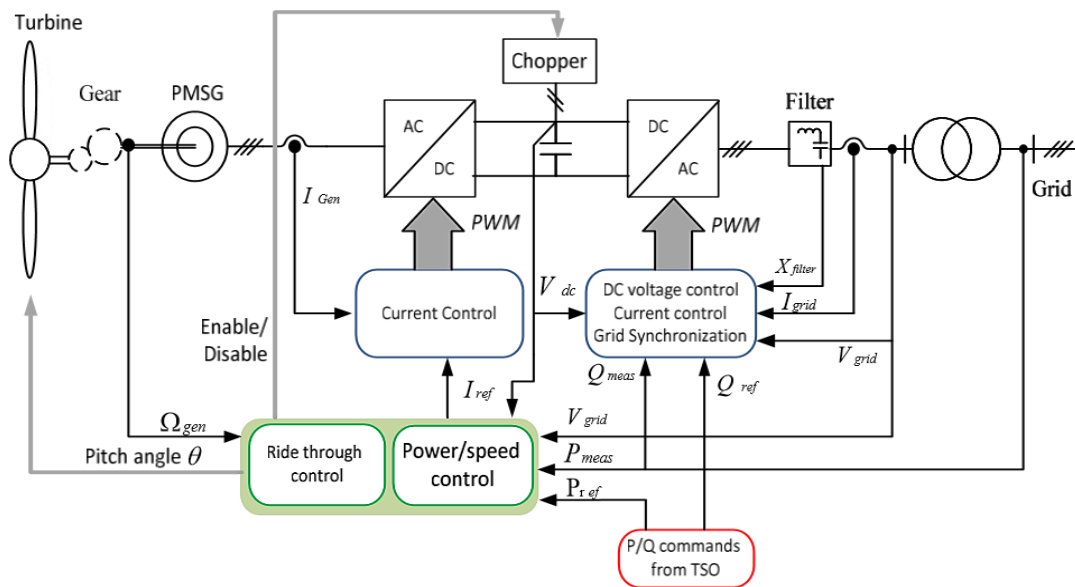 Turbine
Gear
PMSG
Chopper
Filter
Grid
AC
DC
DC
AC
I Gen
PWM
PWM
Current Control
V dc
DC voltage control
Current control
Grid Synchronization
X filter
I grid
V grid
Enable/
Disable
I ref
Q meas
Q ref
Ω gen
Pitch angle θ
Ride through
control
Power/speed
control
V grid
P meas
P r ef
P/Q commands
from TSO